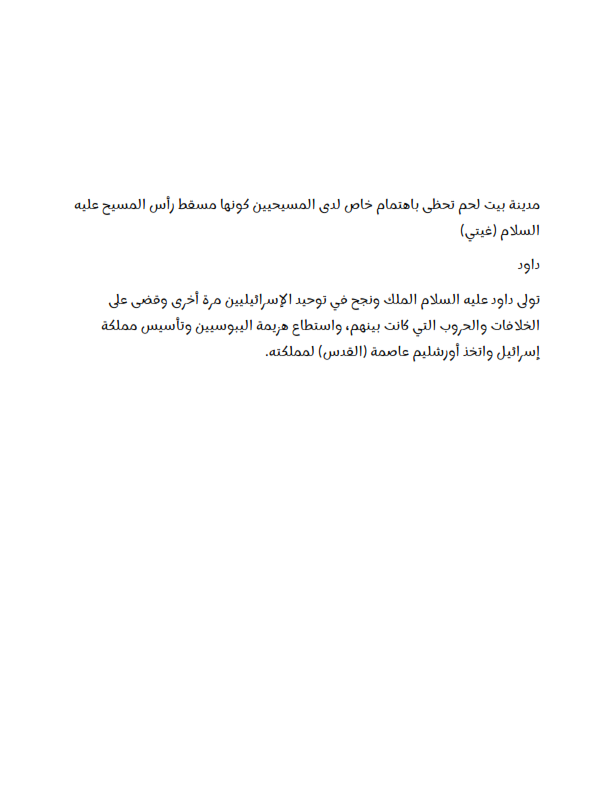 مدينة بيت لحم تحظى باهتمام خاص لدى المسيحيين كونها مسقط رأس المسيح عليه
السلام (غيتي)
داود
تولى داود عليه السلام الملك ونجح في توحيد الإسرائيليين مرة أخرى وقضى على
الخلافات والحروب التي كانت بينهم، واستطاع هزيمة اليبوسيين وتأسيس مملكة
إسرائيل واتخذ أورشليم عاصمة (القدس) لمملكته.